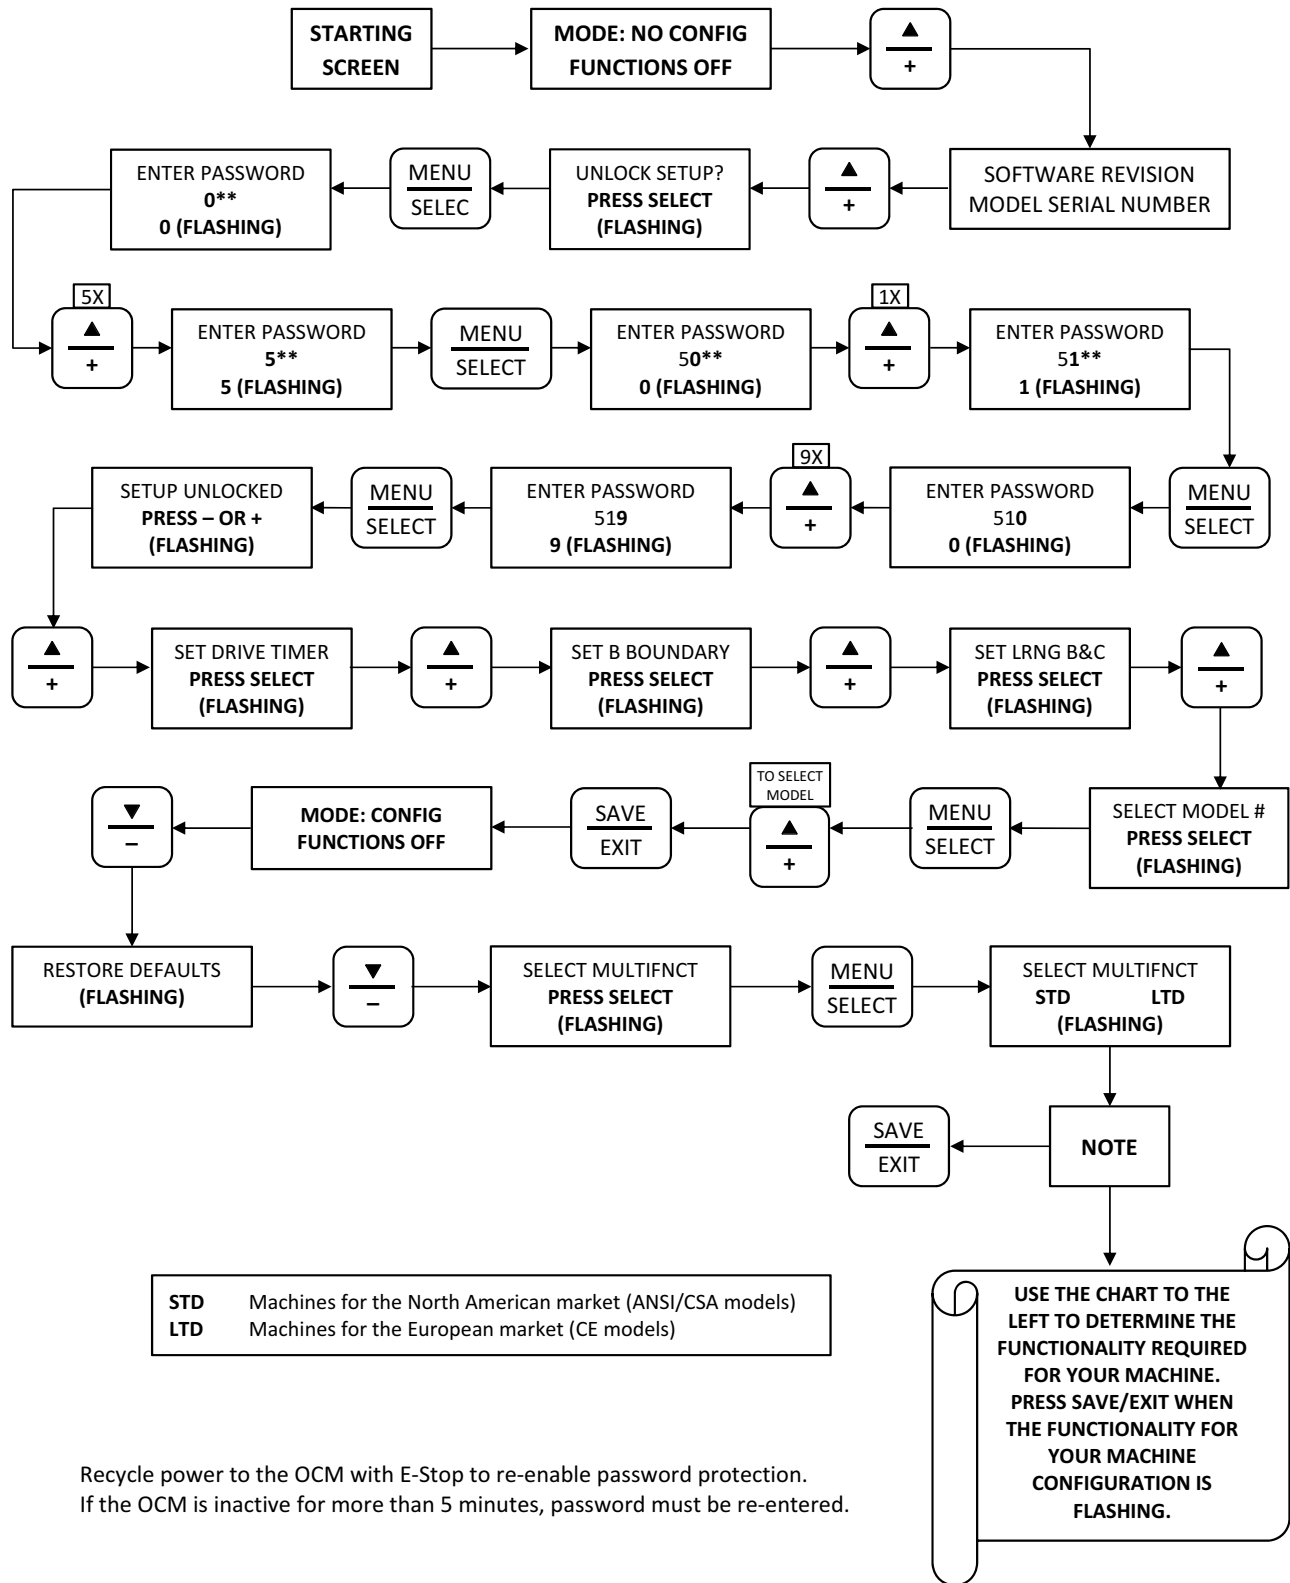 STARTING
SCREEN
MODE: NO CONFIG
FUNCTIONS OFF
▲
+
SOFTWARE REVISION
MODEL SERIAL NUMBER
▲
+
UNLOCK SETUP?
PRESS SELECT
(FLASHING)
MENU
SELEC
ENTER PASSWORD
0**
0 (FLASHING)
5X
▲
+
ENTER PASSWORD
5**
5 (FLASHING)
MENU
SELECT
ENTER PASSWORD
50**
0 (FLASHING)
1X
▲
+
ENTER PASSWORD
51**
1 (FLASHING)
MENU
SELECT
ENTER PASSWORD
510
0 (FLASHING)
9X
▲
+
ENTER PASSWORD
519
9 (FLASHING)
MENU
SELECT
SETUP UNLOCKED
PRESS – OR +
(FLASHING)
▲
+
SET DRIVE TIMER
PRESS SELECT
(FLASHING)
▲
+
SET B BOUNDARY
PRESS SELECT
(FLASHING)
▲
+
SET LRNG B&C
PRESS SELECT
(FLASHING)
▲
+
SELECT MODEL #
PRESS SELECT
(FLASHING)
MENU
SELECT
TO SELECT
MODEL
▲
+
SAVE
EXIT
MODE: CONFIG
FUNCTIONS OFF
▼
–
RESTORE DEFAULTS
(FLASHING)
▼
–
SELECT MULTIFNCT
PRESS SELECT
(FLASHING)
MENU
SELECT
SELECT MULTIFNCT
STD LTD
(FLASHING)
NOTE
SAVE
EXIT
USE THE CHART TO THE
LEFT TO DETERMINE THE
FUNCTIONALITY REQUIRED
FOR YOUR MACHINE.
PRESS SAVE/EXIT WHEN
THE FUNCTIONALITY FOR
YOUR MACHINE
CONFIGURATION IS
FLASHING.
STD Machines for the North American market (ANSI/CSA models)
LTD Machines for the European market (CE models)
Recycle power to the OCM with E-Stop to re-enable password protection.
If the OCM is inactive for more than 5 minutes, password must be re-entered.